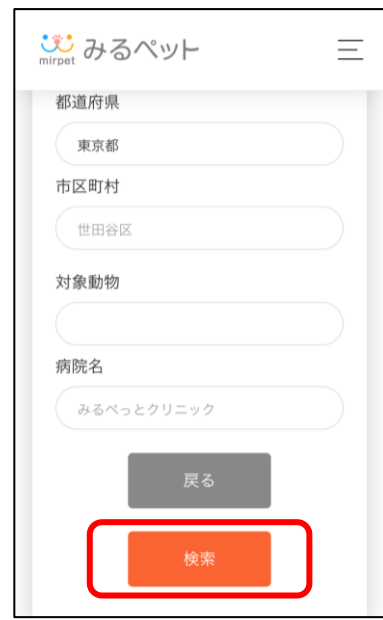 mirpet みるペット
都道府県
東京都
市区町村
世田谷区
対象動物
病院名
みるぺっとクリニック
戻る
検索